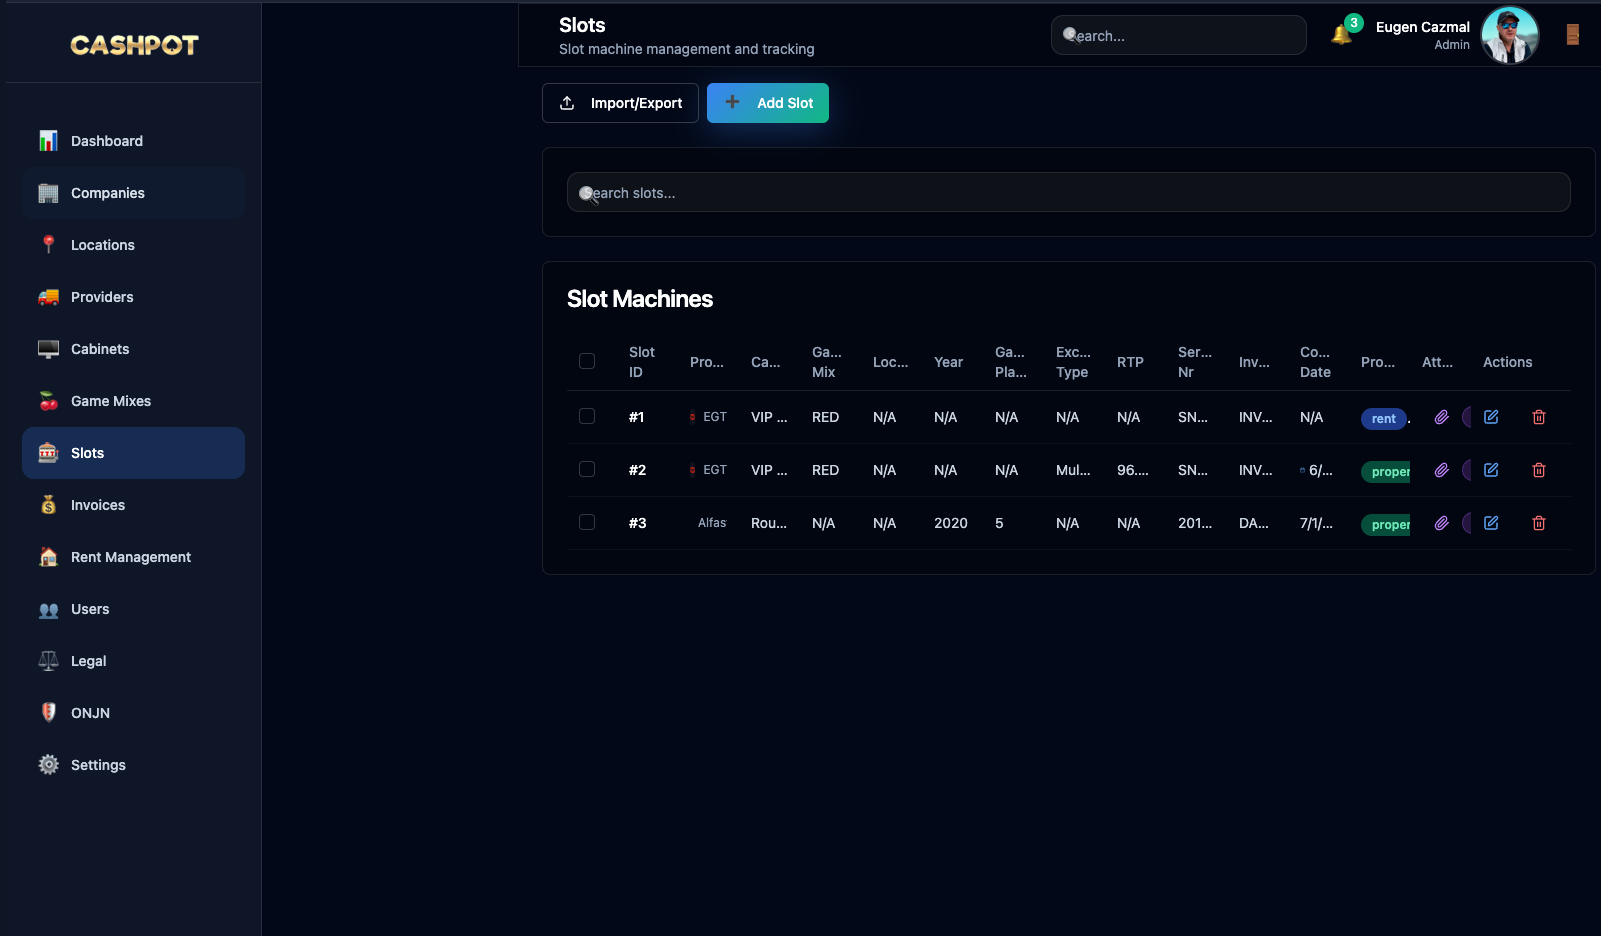 CASHPOT
Dashboard
Companies
Locations
Providers
Cabinets
Game Mixes
Slots
Invoices
Rent Management
Users
Legal
ONJN
Settings
Slots
Slot machine management and tracking
Search...
3
Eugen Cazmal
Admin
Import/Export
Add Slot
Search slots...
Slot Machines
Slot ID Pro... Ca... Ga... Mix Loc... Year Ga... Pla... Exc... Type RTP Ser... Nr Inv... Co... Date Pro... Att... Actions
#1 EGT VIP ... RED N/A N/A N/A N/A N/A SN... INV... N/A rent .
#2 EGT VIP ... RED N/A N/A N/A Mul... 96.... SN... INV... 6/... proper
#3 Alfas Rou... N/A N/A 2020 5 N/A N/A 201... DA... 7/1/... proper